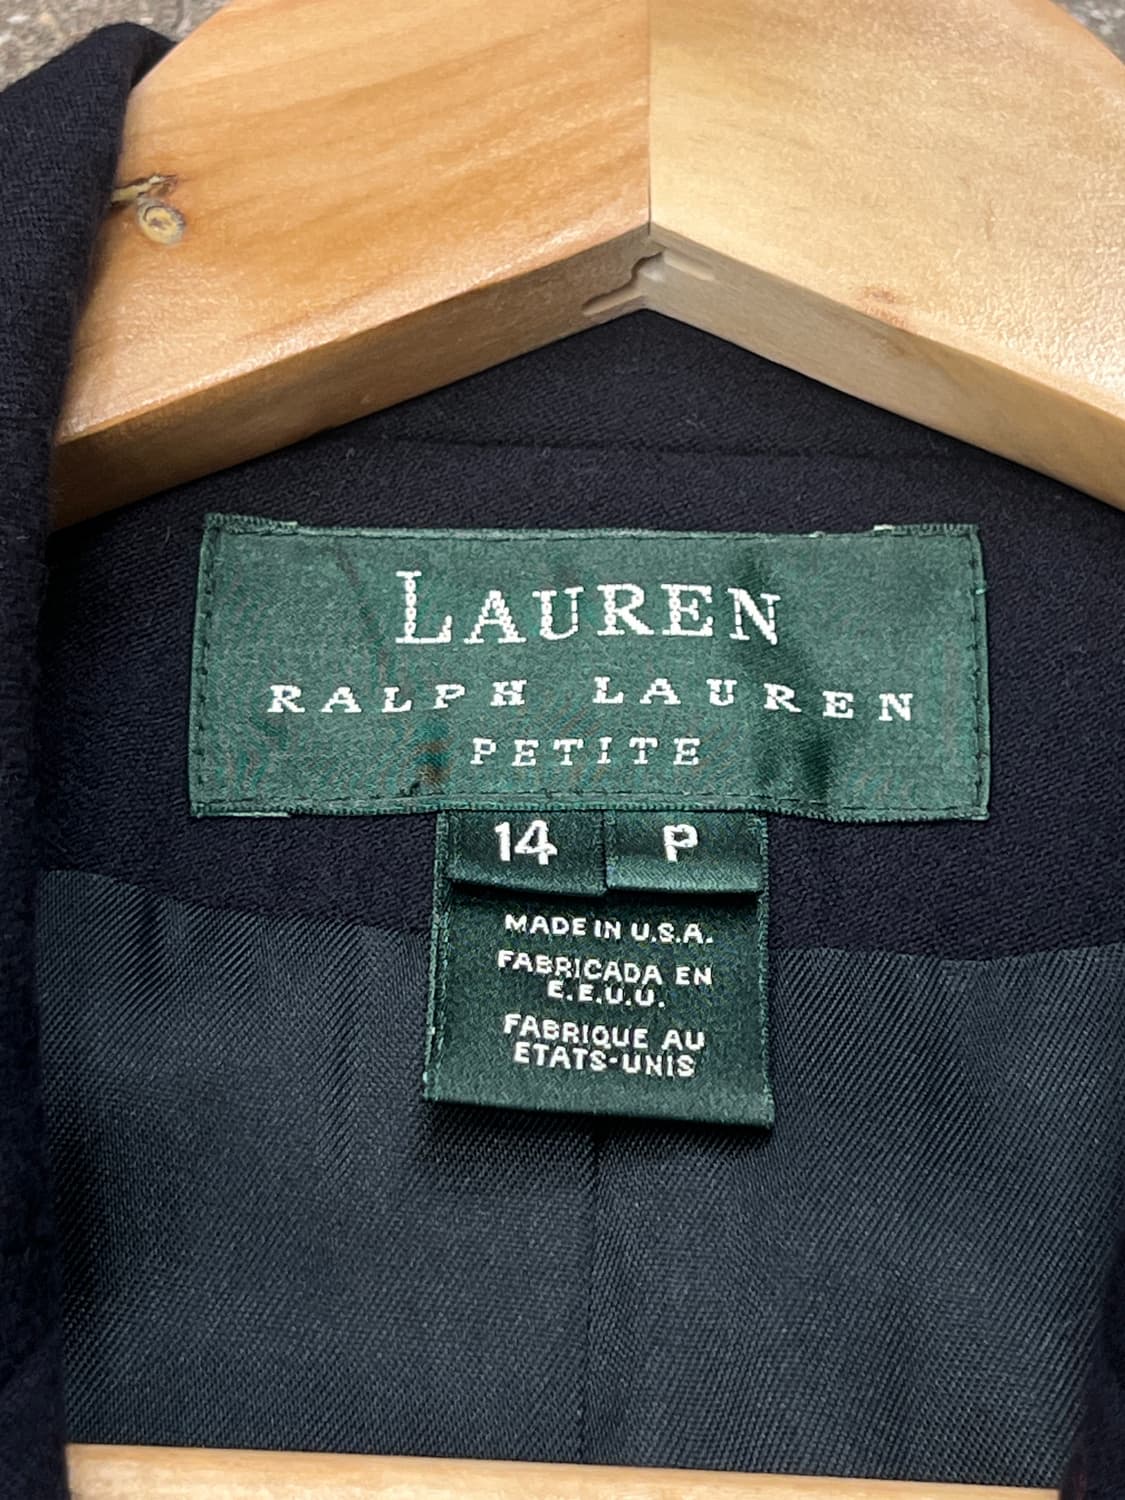 LAUREN
RALPH LAUREN
PETITE
14 P
MADE IN U.S.A.
FABRICADA EN
E.E.U.U.
FABRIQUE AU
ETATS-UNIS